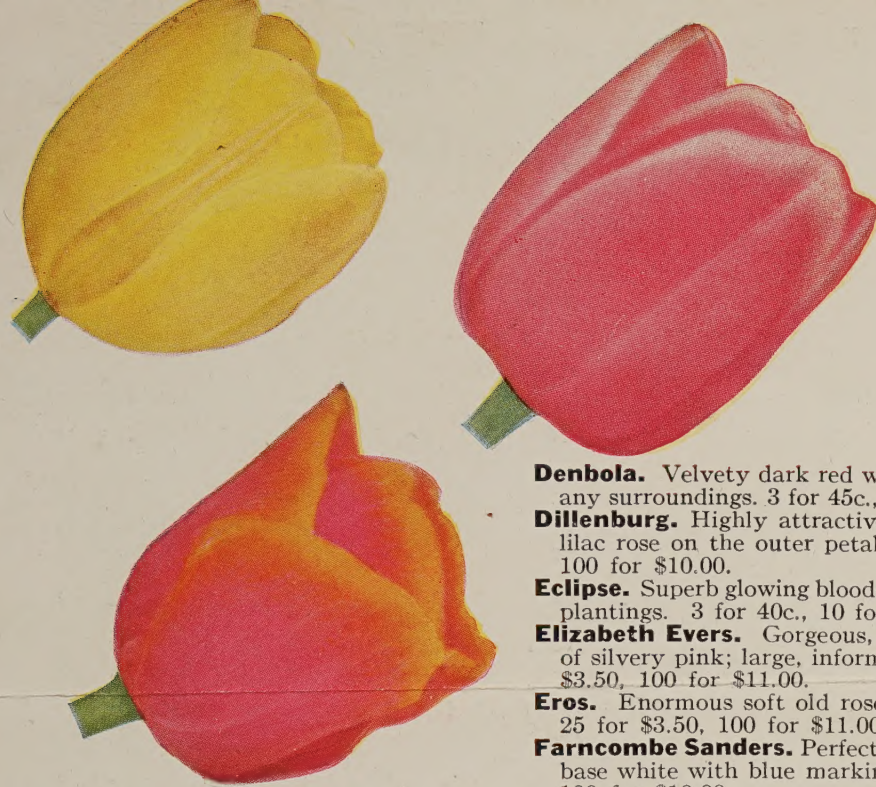 Denbola. Velvety dark red w
any surroundings. 3 for 45c.,
Dillenburg. Highly attractiv
lilac rose on the outer petal
100 for $10.00.
Eclipse. Superb glowing blood
plantings. 3 for 40c., 10 fo
Elizabeth Evers. Gorgeous,
of silvery pink; large, inform
$3.50, 100 for $11.00.
Eros. Enormous soft old rose
25 for $3.50, 100 for $11.00
Farncombe Sanders. Perfect
base white with blue markin